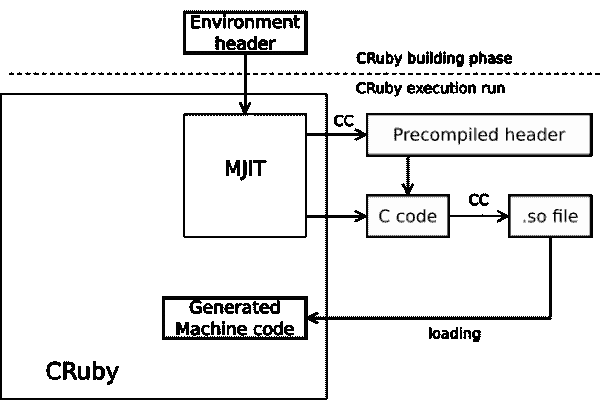 Environment
header
CRuby building phase
CRuby execution run
CC
Precompiled header
MJIT
CC
C code
.so file
Generated
Machine code
loading
CRuby